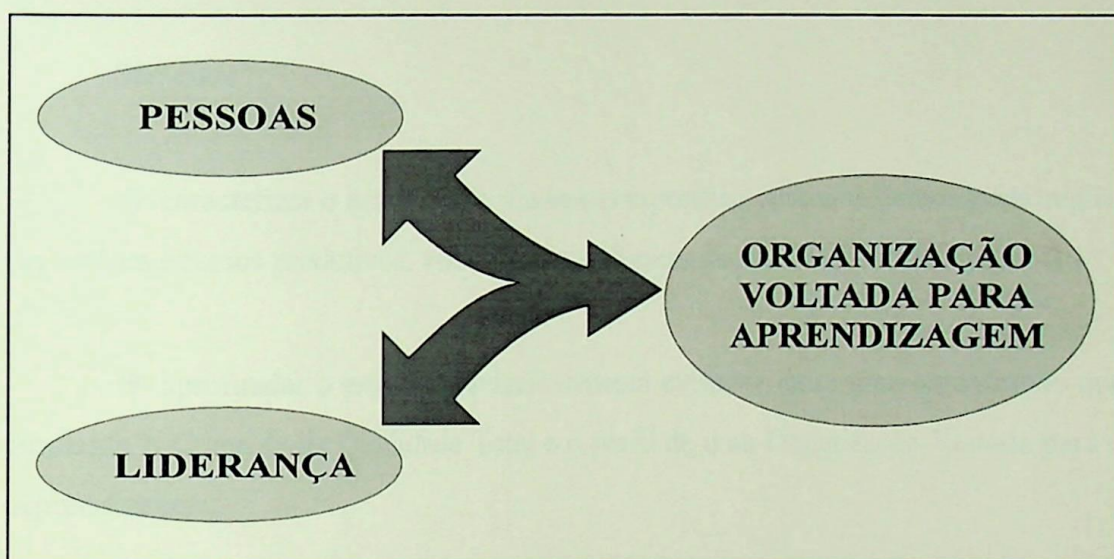 PESSOAS
ORGANIZAÇÃO
VOLTADA PARA
APRENDIZAGEM
LIDERANÇA